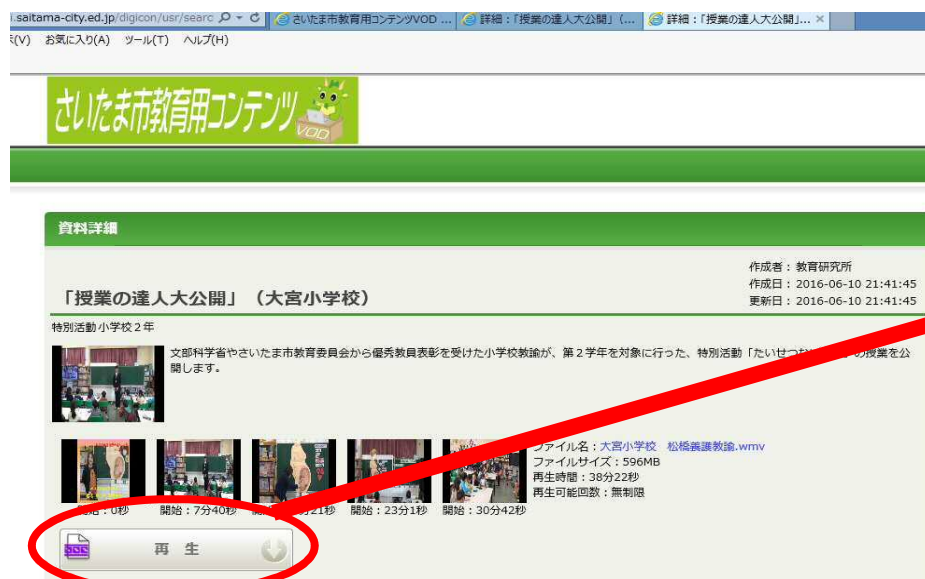 .saitama-city.ed.jp/digicon/usr/searc
さいたま市教育用コンテンツVOD ...
詳細：「授業の達人大公開」（...
詳細：「授業の達人大公開」...
(V) お気に入り(A) ツール(T) ヘルプ(H)
さいたま市教育用コンテンツ
VOD
資料詳細
作成者： 教育研究所
作成日： 2016-06-10 21:41:45
更新日： 2016-06-10 21:41:45
「授業の達人大公開」（大宮小学校）
特別活動 小学校２年
文部科学省やさいたま市教育委員会から優秀教員表彰を受けた小学校教諭が、第２学年を対象に行った、特別活動「たいせつな の授業を公
開します。
ファイル名：大宮小学校 松橋養護教諭.wmv
ファイルサイズ：596MB
再生時間：38分22秒
再生可能回数：無制限
開始：0秒 開始：7分40秒 21秒 開始：23分1秒 開始：30分42秒
再 生